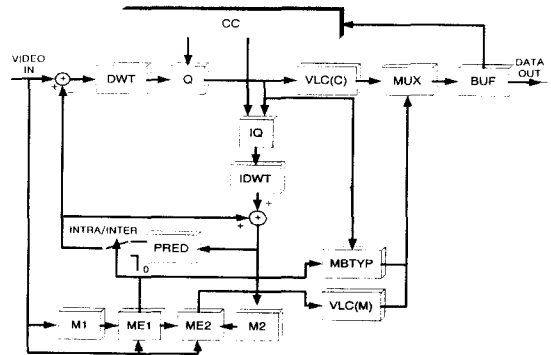 CC
VIDEO
IN
DATA
OUT
DWT
Q
VLC(C)
MUX
BUF
+
−
IQ
IDWT
+
+
INTRA/INTER
PRED
0
MBTYP
VLC(M)
M1
ME1
ME2
M2